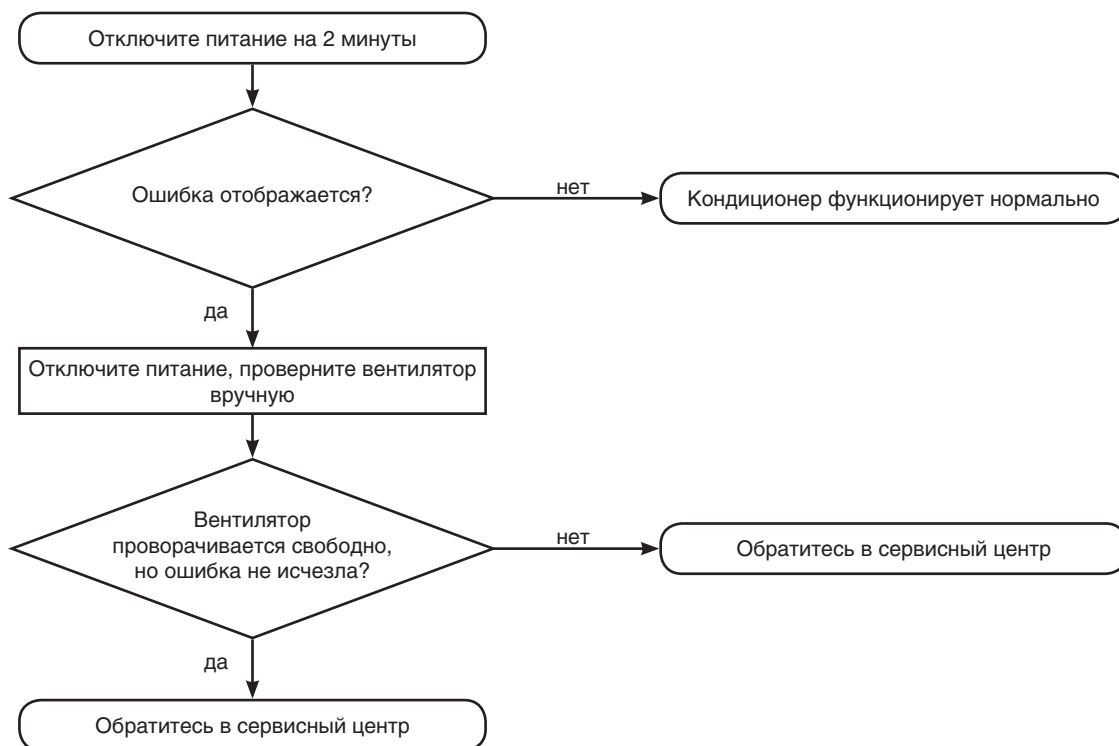 Отключите питание на 2 минуты
Ошибка отображается?
нет
Кондиционер функционирует нормально
да
Отключите питание, проверните вентилятор
вручную
Вентилятор
проворачивается свободно,
но ошибка не исчезла?
нет
Обратитесь в сервисный центр
да
Обратитесь в сервисный центр